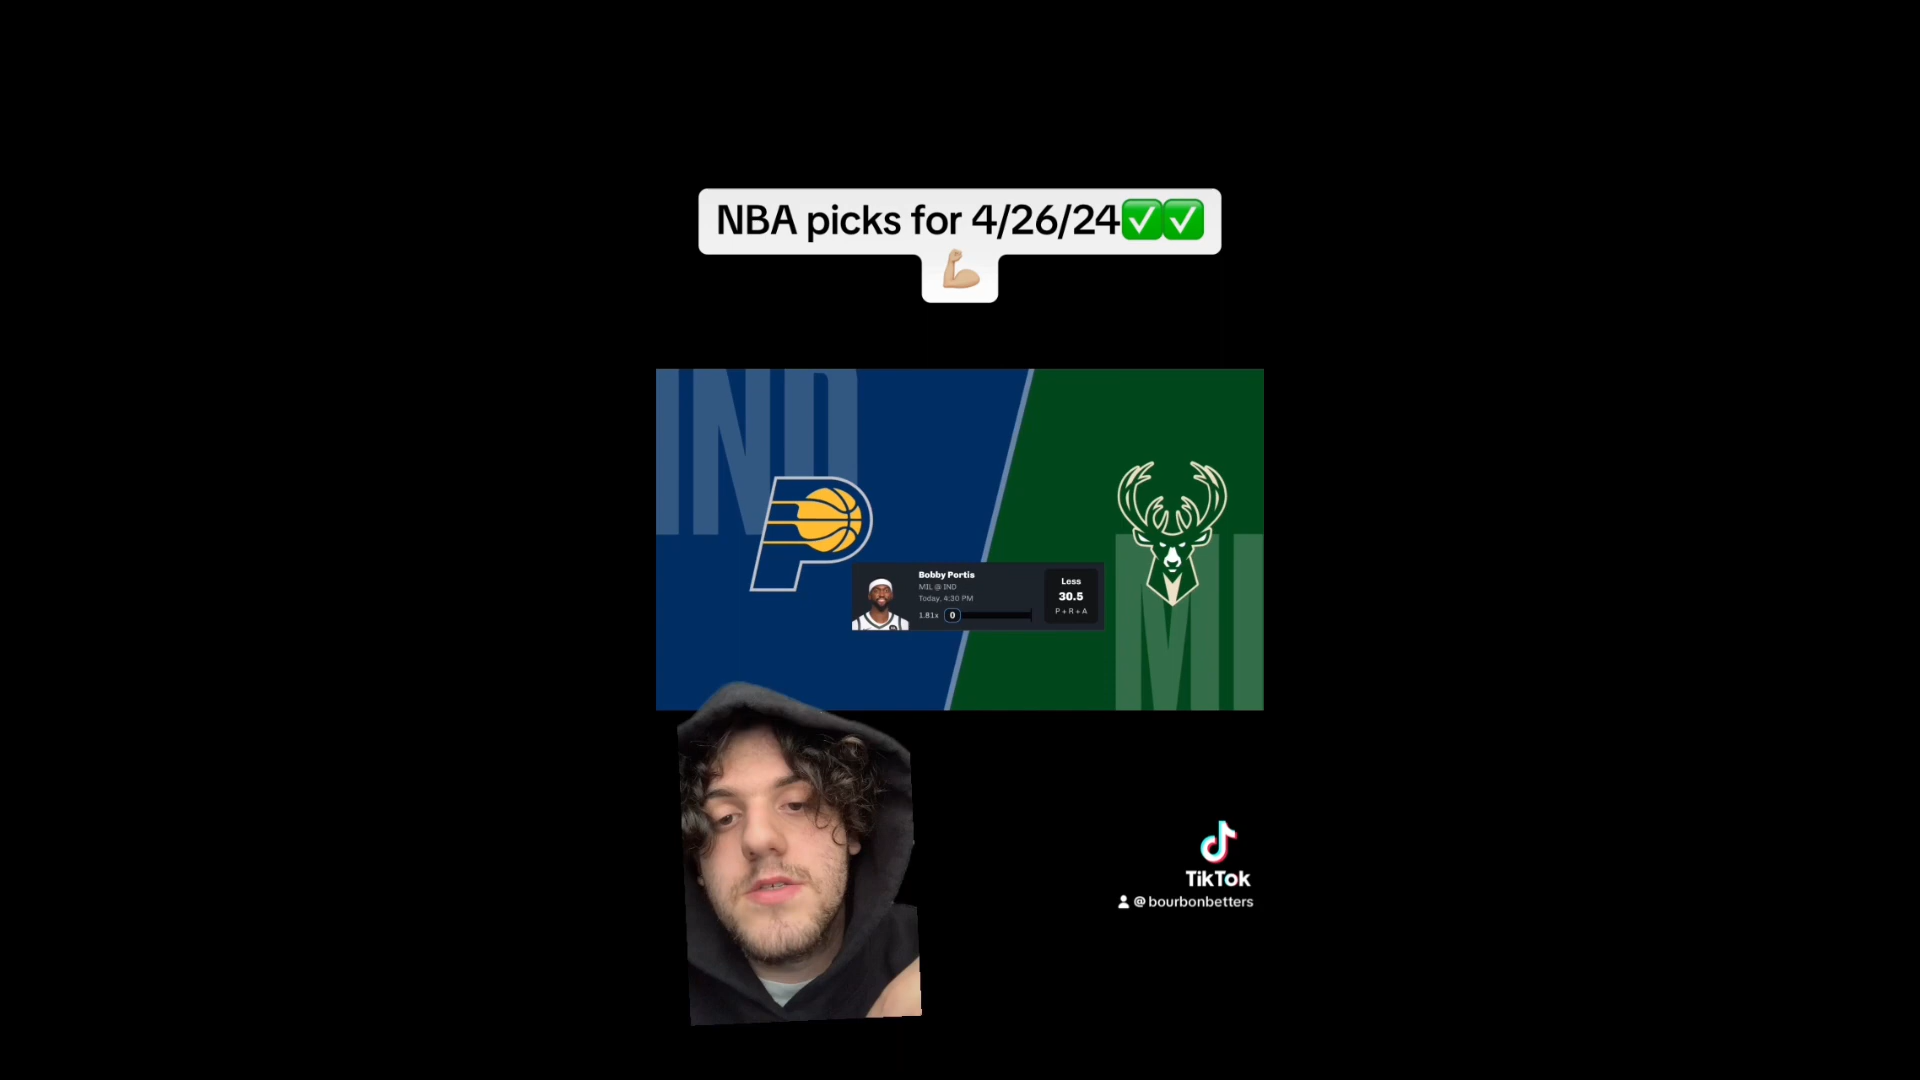 NBA picks for 4/26/24✅✅
💪🏼
IND
MI
Bobby Portis
MIL @ IND
Today, 4:30 PM
1.81x 0
Less
30.5
P + R + A
TikTok
@bourbonbetters